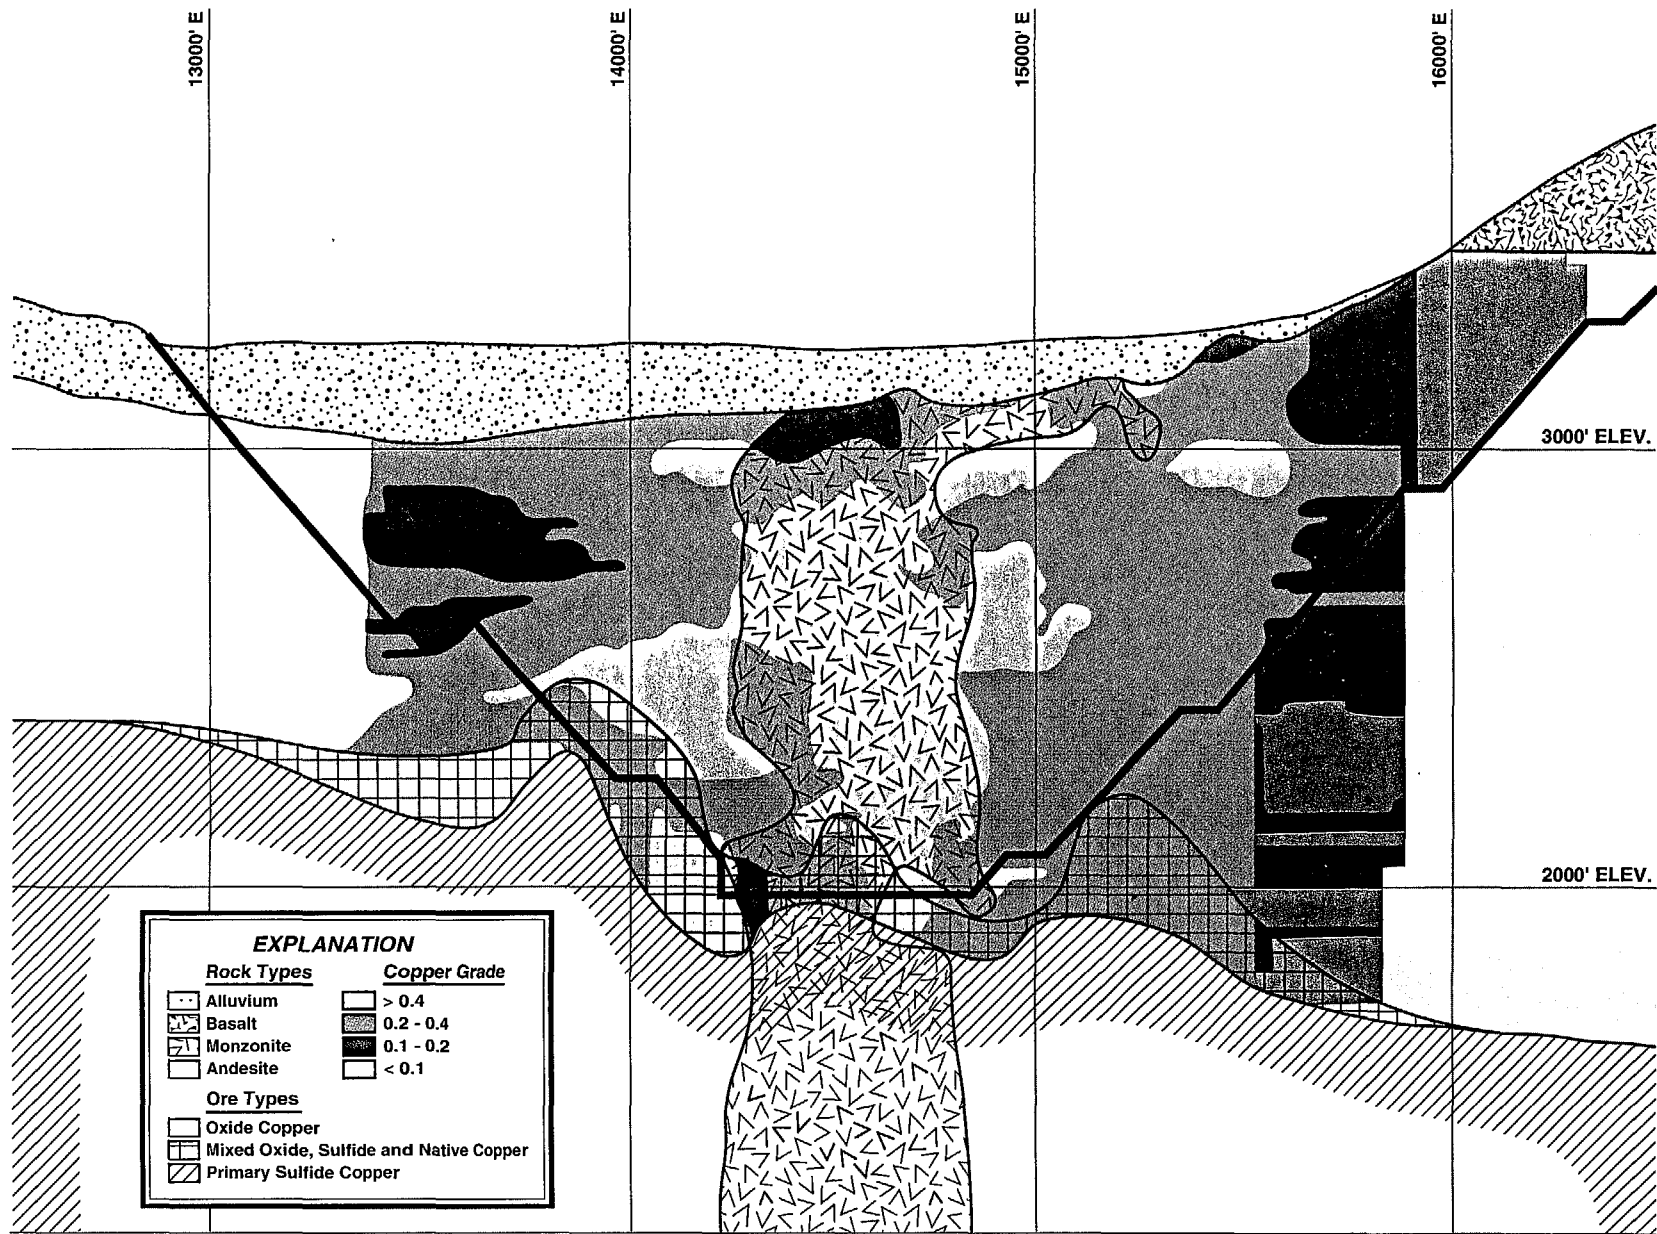 13000' E
14000' E
15000' E
16000' E
3000' ELEV.
2000' ELEV.
EXPLANATION
Rock Types
Alluvium
Basalt
Monzonite
Andesite
Copper Grade
> 0.4
0.2 - 0.4
0.1 - 0.2
< 0.1
Ore Types
Oxide Copper
Mixed Oxide, Sulfide and Native Copper
Primary Sulfide Copper